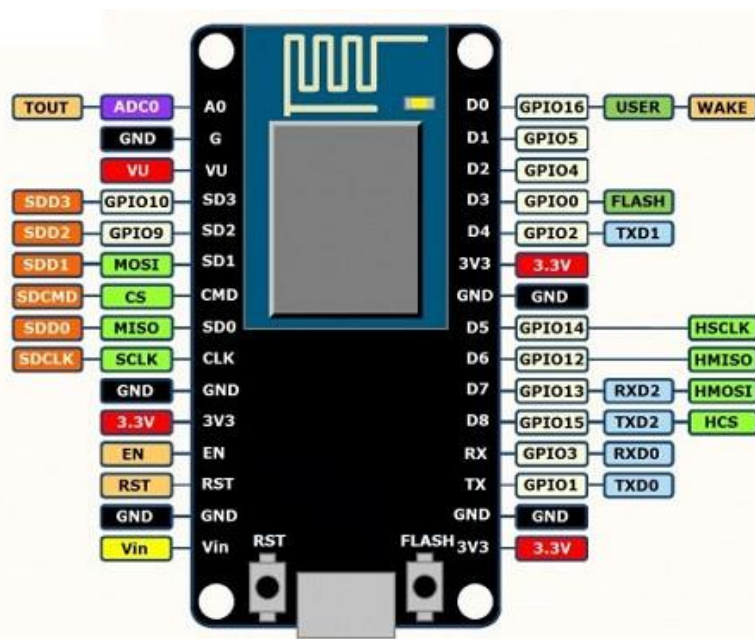 TOUT ADC0 A0 D0 GPIO16 USER WAKE
GND G D1 GPIO5
VU VU D2 GPIO4
SDD3 GPIO10 SD3 D3 GPIO0 FLASH
SDD2 GPIO9 SD2 D4 GPIO2 TXD1
SDD1 MOSI SD1 3V3 3.3V
SDCMD CS CMD GND GND
SDD0 MISO SD0 D5 GPIO14 HSCLK
SDCLK SCLK CLK D6 GPIO12 HMISO
GND GND D7 GPIO13 RXD2 HMOSI
3.3V 3V3 D8 GPIO15 TXD2 HCS
EN EN RX GPIO3 RXD0
RST RST TX GPIO1 TXD0
GND GND GND GND
Vin Vin RST FLASH 3V3 3.3V